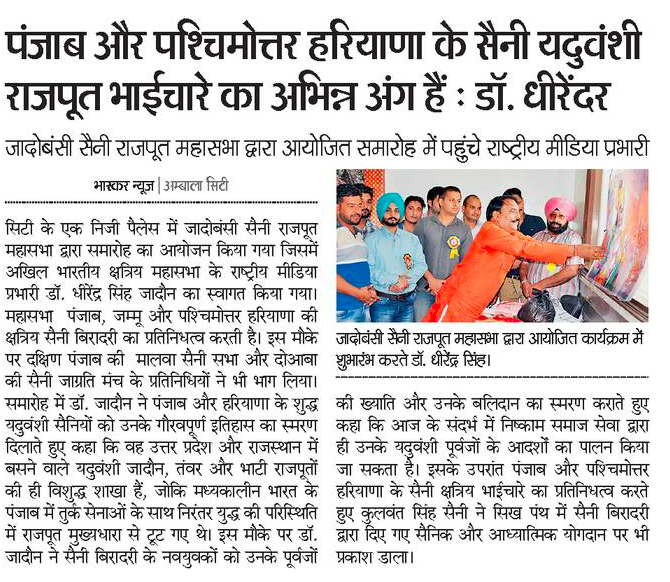 पंजाब और पश्चिमोत्तर हरियाणा के सैनी यदुवंशी
राजपूत भाईचारे का अभिन्न अंग हैं : डॉ. धीरेंदर
जादोबंसी सैनी राजपूत महासभा द्वारा आयोजित समारोह में पहुंचे राष्ट्रीय मीडिया प्रभारी
भास्कर न्यूज | अम्बाला सिटी
सिटी के एक निजी पैलेस में जादोबंसी सैनी राजपूत
महासभा द्वारा समारोह का आयोजन किया गया जिसमें
अखिल भारतीय क्षत्रिय महासभा के राष्ट्रीय मीडिया
प्रभारी डॉ. धीरेंद्र सिंह जादौन का स्वागत किया गया।
महासभा पंजाब, जम्मू और पश्चिमोत्तर हरियाणा की
क्षत्रिय सैनी बिरादरी का प्रतिनिधत्व करती है। इस मौके
पर दक्षिण पंजाब की मालवा सैनी सभा और दोआबा
की सैनी जाग्रति मंच के प्रतिनिधियों ने भी भाग लिया।
समारोह में डॉ. जादौन ने पंजाब और हरियाणा के शुद्ध
यदुवंशी सैनियों को उनके गौरवपूर्ण इतिहास का स्मरण
दिलाते हुए कहा कि वह उत्तर प्रदेश और राजस्थान में
बसने वाले यदुवंशी जादौन, तंवर और भाटी राजपूतों
की ही विशुद्ध शाखा हैं, जोकि मध्यकालीन भारत के
पंजाब में तुर्क सेनाओं के साथ निरंतर युद्ध की परिस्थिति
में राजपूत मुख्यधारा से टूट गए थे। इस मौके पर डॉ.
जादौन ने सैनी बिरादरी के नवयुवकों को उनके पूर्वजों
जादोबंसी सैनी राजपूत महासभा द्वारा आयोजित कार्यक्रम में
शुभारंभ करते डॉ. धीरेंद्र सिंह।
की ख्याति और उनके बलिदान का स्मरण कराते हुए
कहा कि आज के संदर्भ में निष्काम समाज सेवा द्वारा
ही उनके यदुवंशी पूर्वजों के आदर्शों का पालन किया
जा सकता है। इसके उपरांत पंजाब और पश्चिमोत्तर
हरियाणा के सैनी क्षत्रिय भाईचारे का प्रतिनिधत्व करते
हुए कुलवंत सिंह सैनी ने सिख पंथ में सैनी बिरादरी
द्वारा दिए गए सैनिक और आध्यात्मिक योगदान पर भी
प्रकाश डाला।